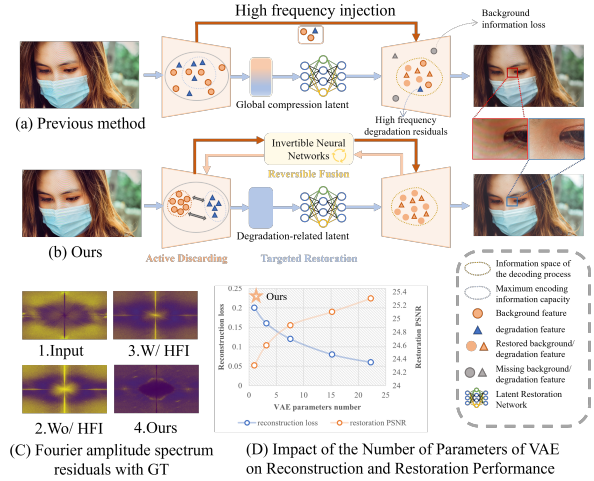 High frequency injection
Background
information loss
Global compression latent
(a) Previous method
High frequency
degradation residuals
Invertible Neural
Networks
Reversible Fusion
(b) Ours
Degradation-related latent
Active Discarding
Targeted Restoration
Information space of
the decoding process
Maximum encoding
information capacity
Background feature
degradation feature
Restored background/
degradation feature
Missing background/
degradation feature
Latent Restoration
Network
1.Input
3.W/ HFI
2.Wo/ HFI
4.Ours
(C) Fourier amplitude spectrum
residuals with GT
Ours
Reconstruction loss
0.25
0.2
0.15
0.1
0.05
0
0
5
10
15
20
25
VAE parameters number
25.4
25.2
25
24.8
24.6
24.4
24.2
24
Restoration PSNR
reconstruction loss
restoration PSNR
(D) Impact of the Number of Parameters of VAE
on Reconstruction and Restoration Performance